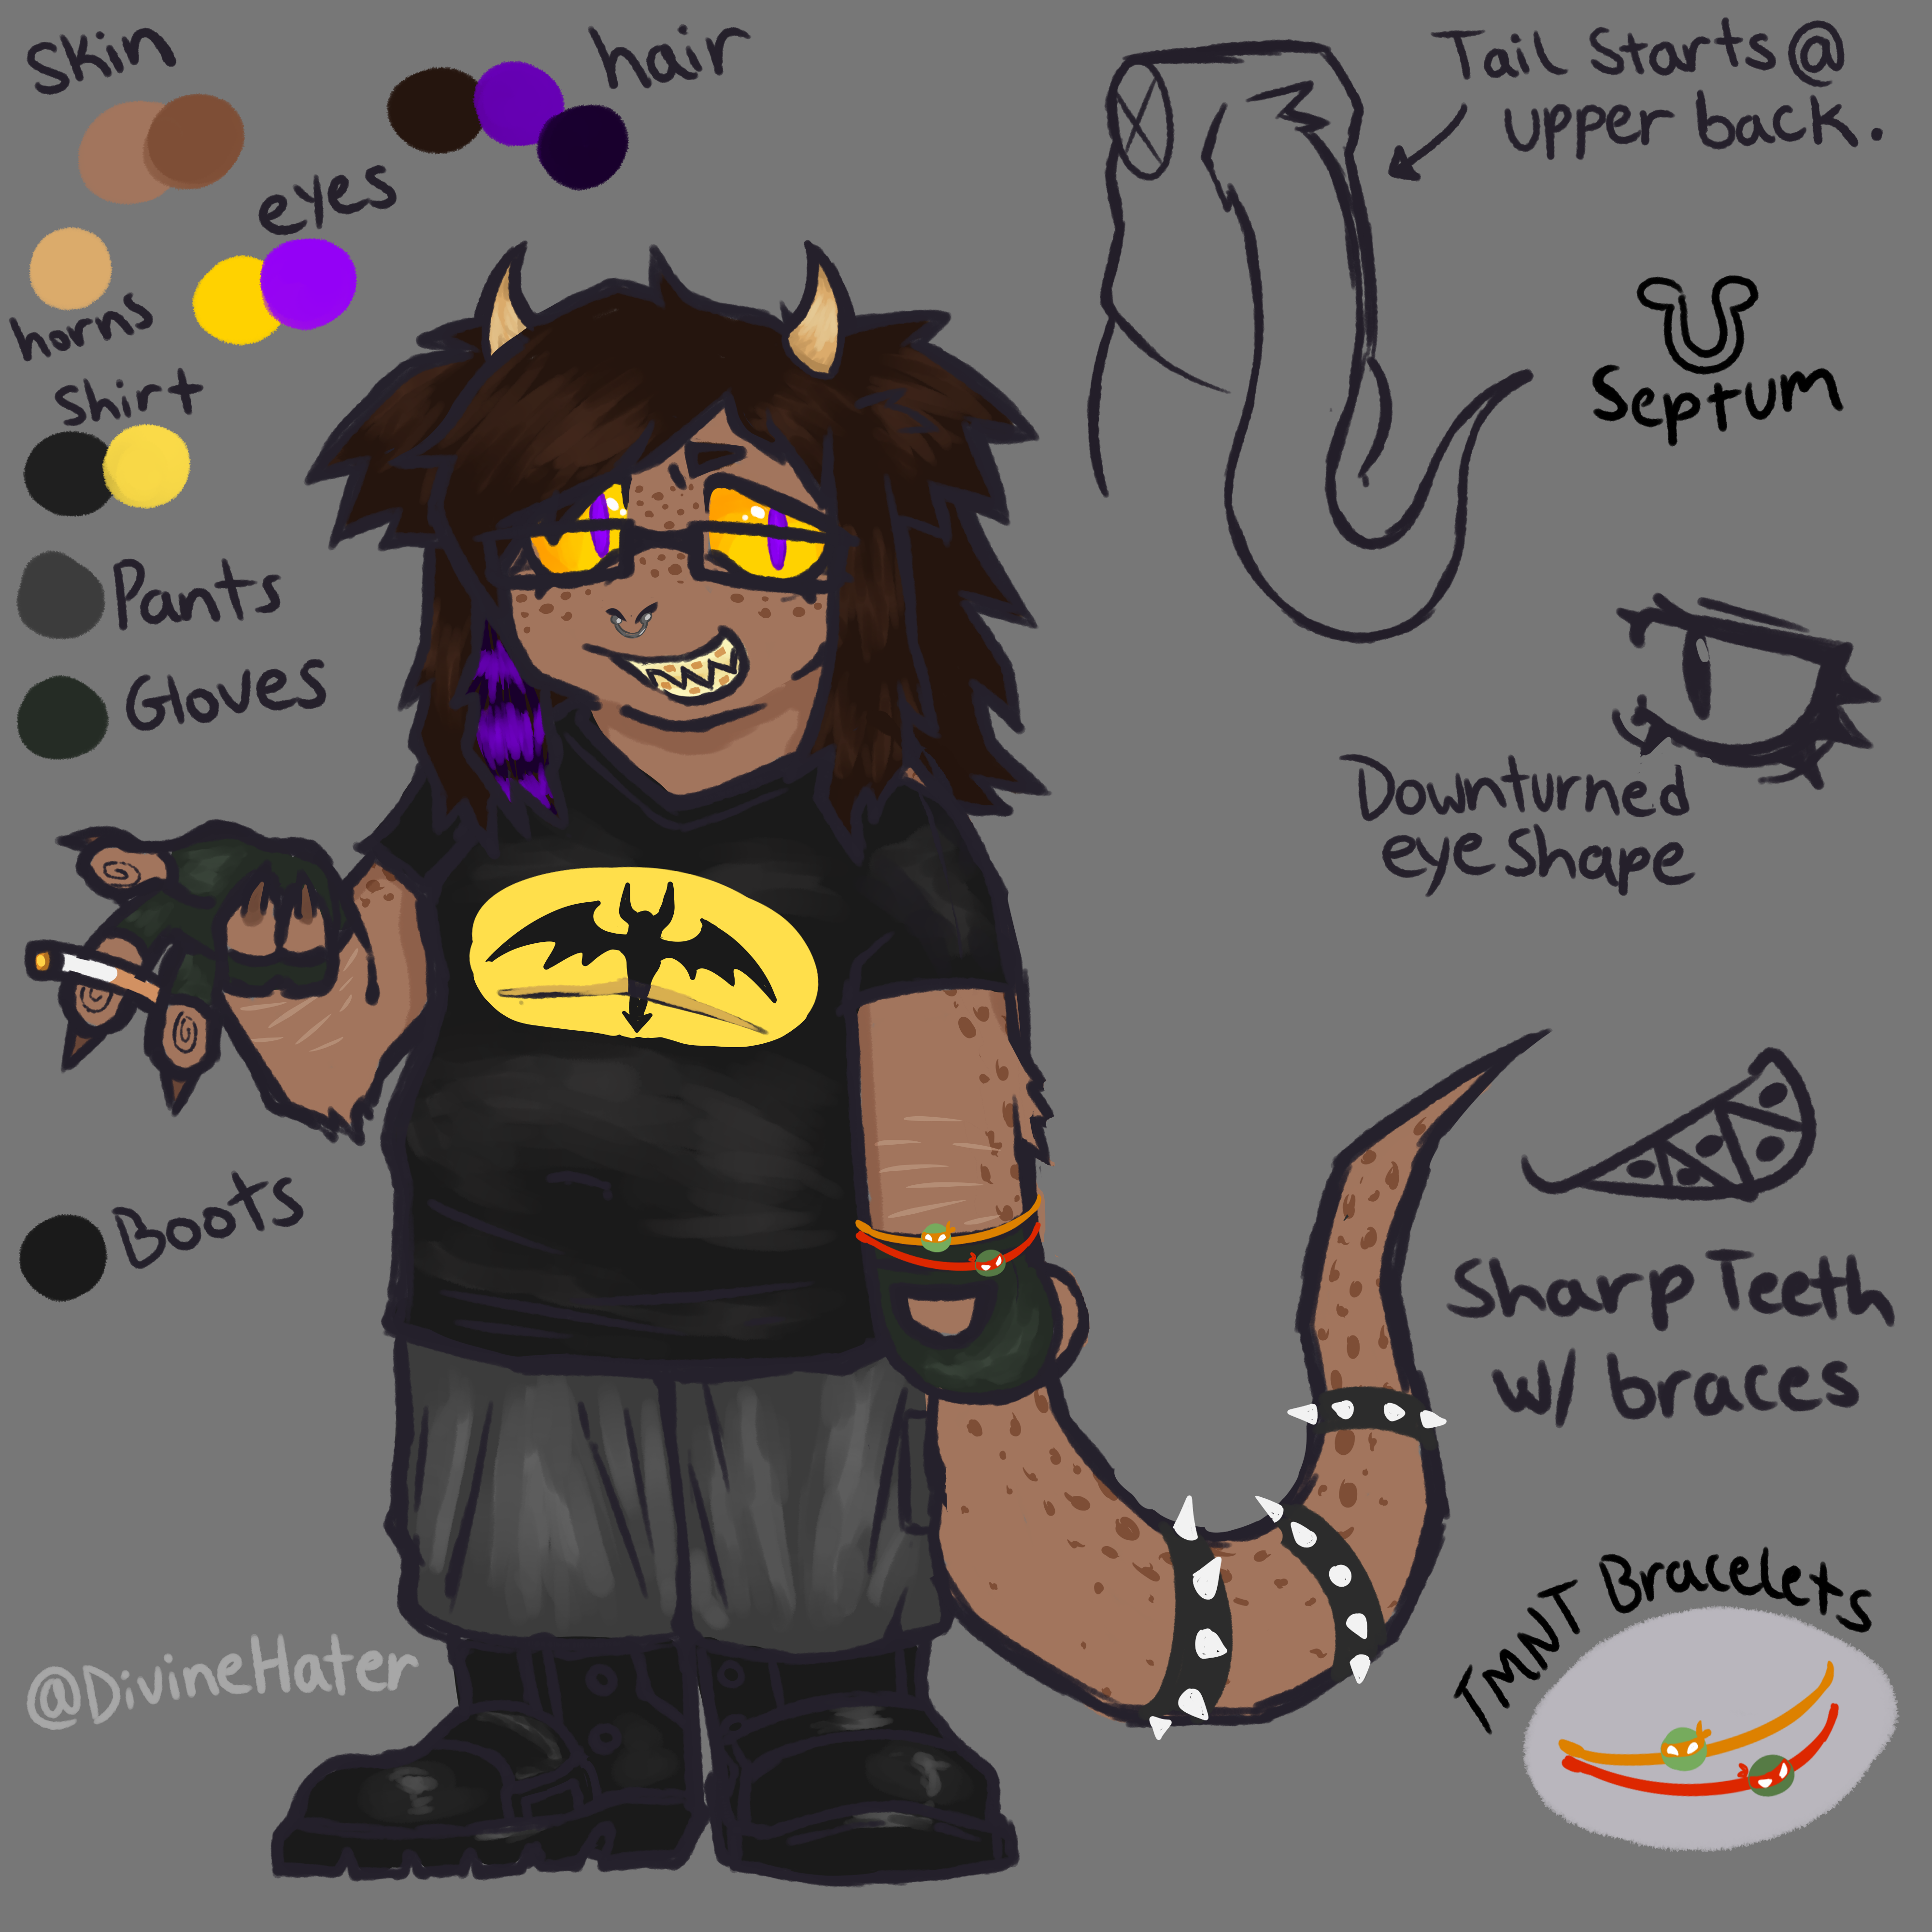 skin
hair
eyes
horns
shirt
Pants
Gloves
Boots
@DivineHater
Tail Starts @
upper back.
Septum
Downturned
eye shape
Sharp Teeth
w/ braces
TMNT Bracelets